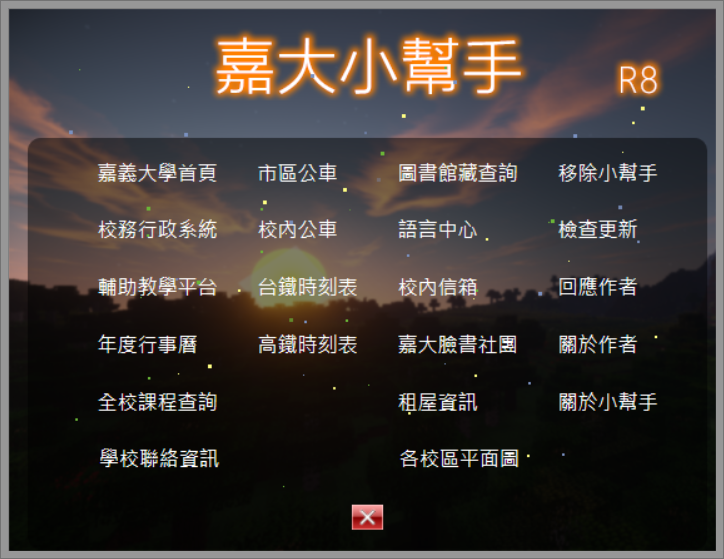 嘉大小幫手
R8
嘉義大學首頁 市區公車 圖書館藏查詢 移除小幫手
校務行政系統 校內公車 語言中心 檢查更新
輔助教學平台 台鐵時刻表 校內信箱 回應作者
年度行事曆 高鐵時刻表 嘉大臉書社團 關於作者
全校課程查詢 租屋資訊 關於小幫手
學校聯絡資訊 各校區平面圖